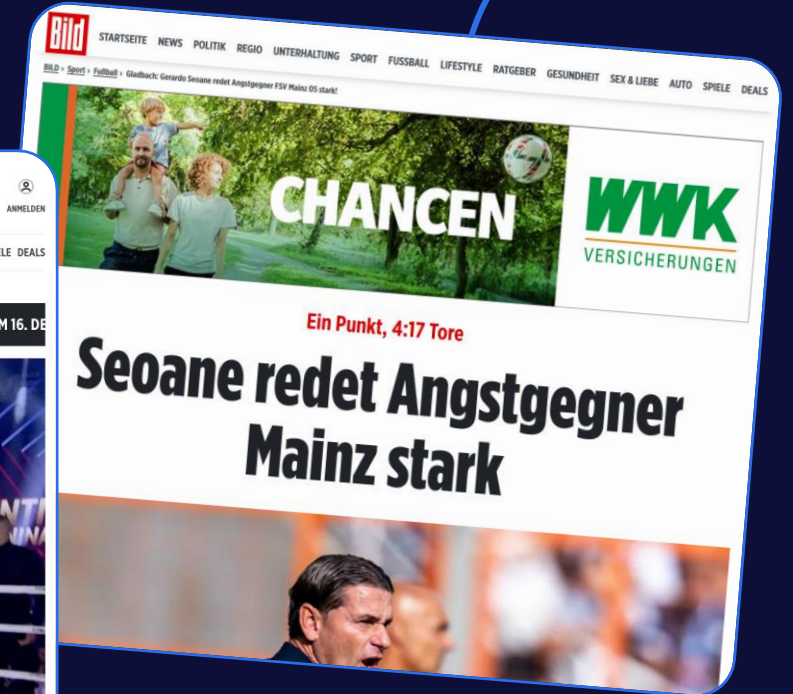 Bild
STARTSEITE NEWS POLITIK REGIO UNTERHALTUNG SPORT FUSSBALL LIFESTYLE RATGEBER GESUNDHEIT SEX & LIEBE AUTO SPIELE DEALS
BILD › Sport › Fußball › Gladbach: Gerardo Seoane redet Angstgegner FSV Mainz 05 stark!
CHANCEN
WWK
VERSICHERUNGEN
Ein Punkt, 4:17 Tore
Seoane redet Angstgegner
Mainz stark
ANMELDEN
DEALS
M 16. DE